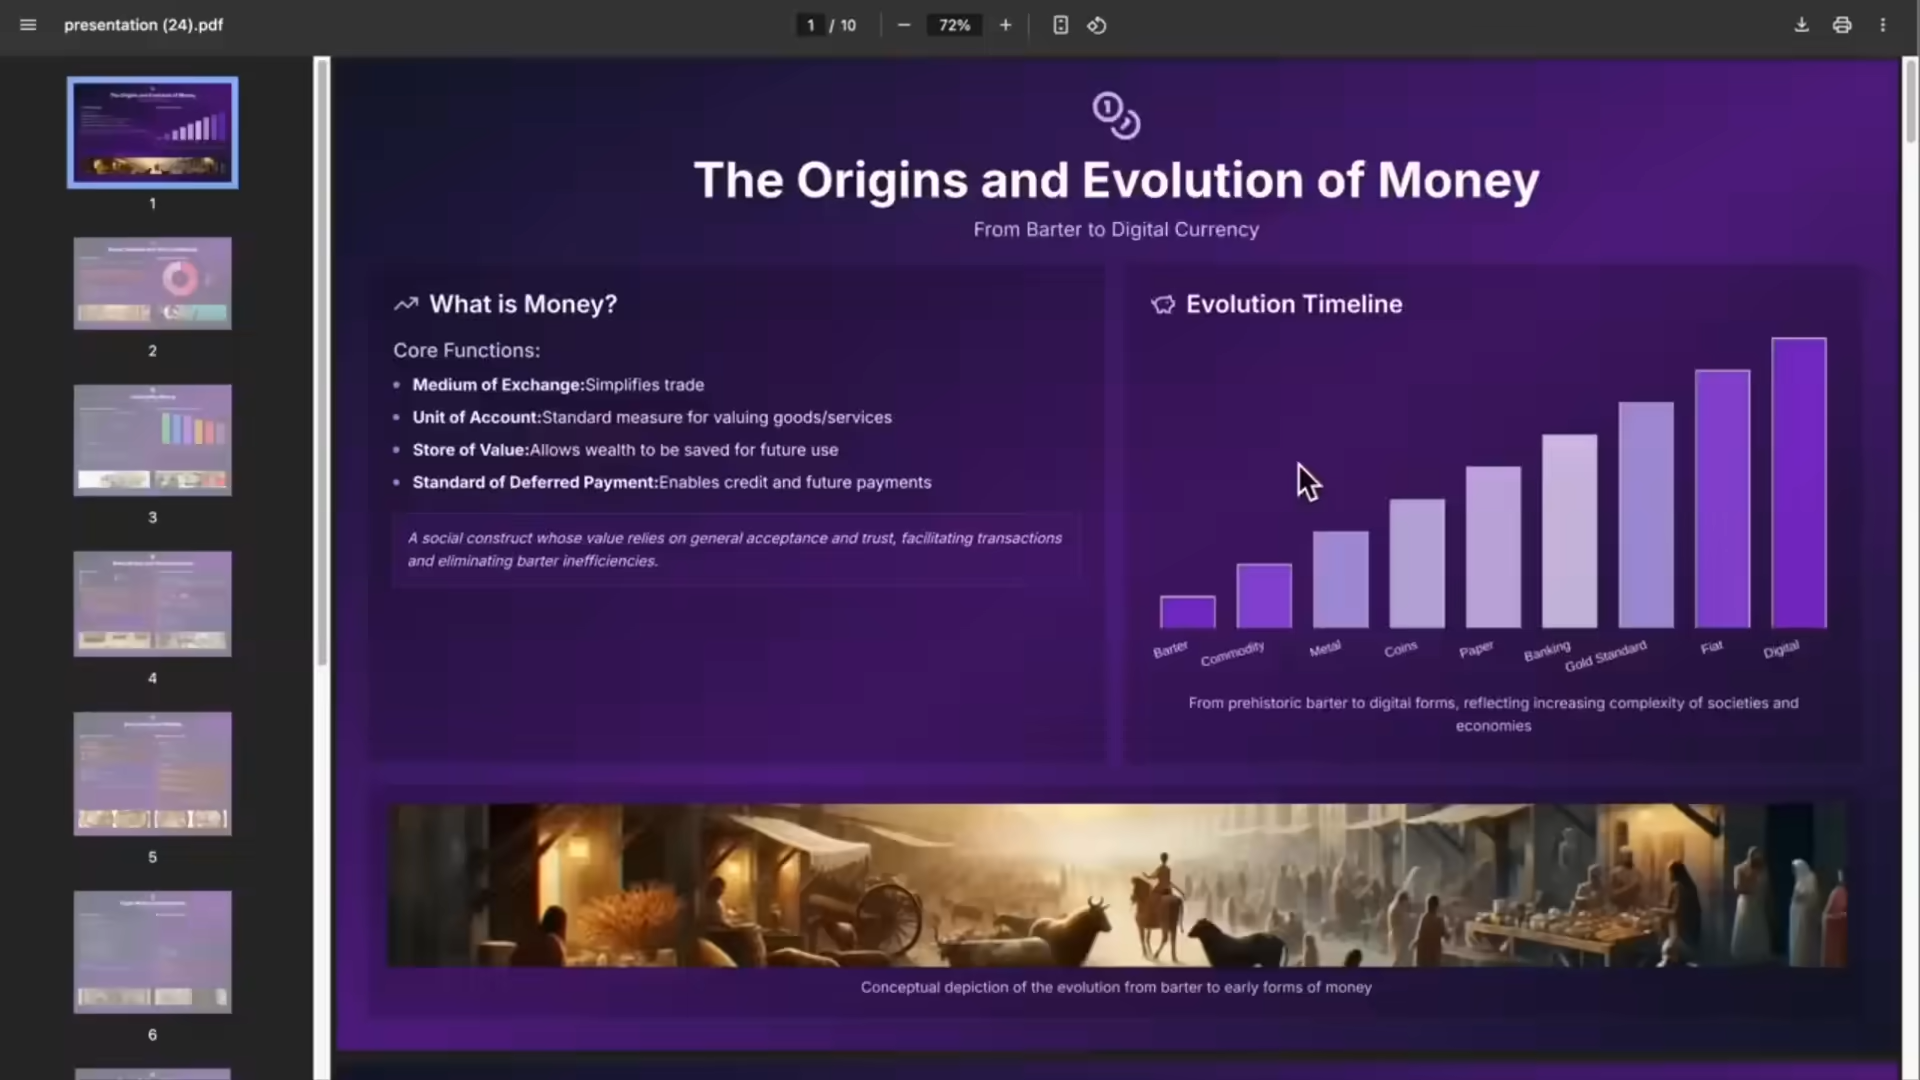 presentation (24).pdf
1 / 10
72%
1
2
3
4
5
6
The Origins and Evolution of Money
From Barter to Digital Currency
What is Money?
Core Functions:
Medium of Exchange:Simplifies trade
Unit of Account:Standard measure for valuing goods/services
Store of Value:Allows wealth to be saved for future use
Standard of Deferred Payment:Enables credit and future payments
A social construct whose value relies on general acceptance and trust, facilitating transactions
and eliminating barter inefficiencies.
Evolution Timeline
Barter Commodity Metal Coins Paper Banking Gold Standard Fiat Digital
From prehistoric barter to digital forms, reflecting increasing complexity of societies and
economies
Conceptual depiction of the evolution from barter to early forms of money